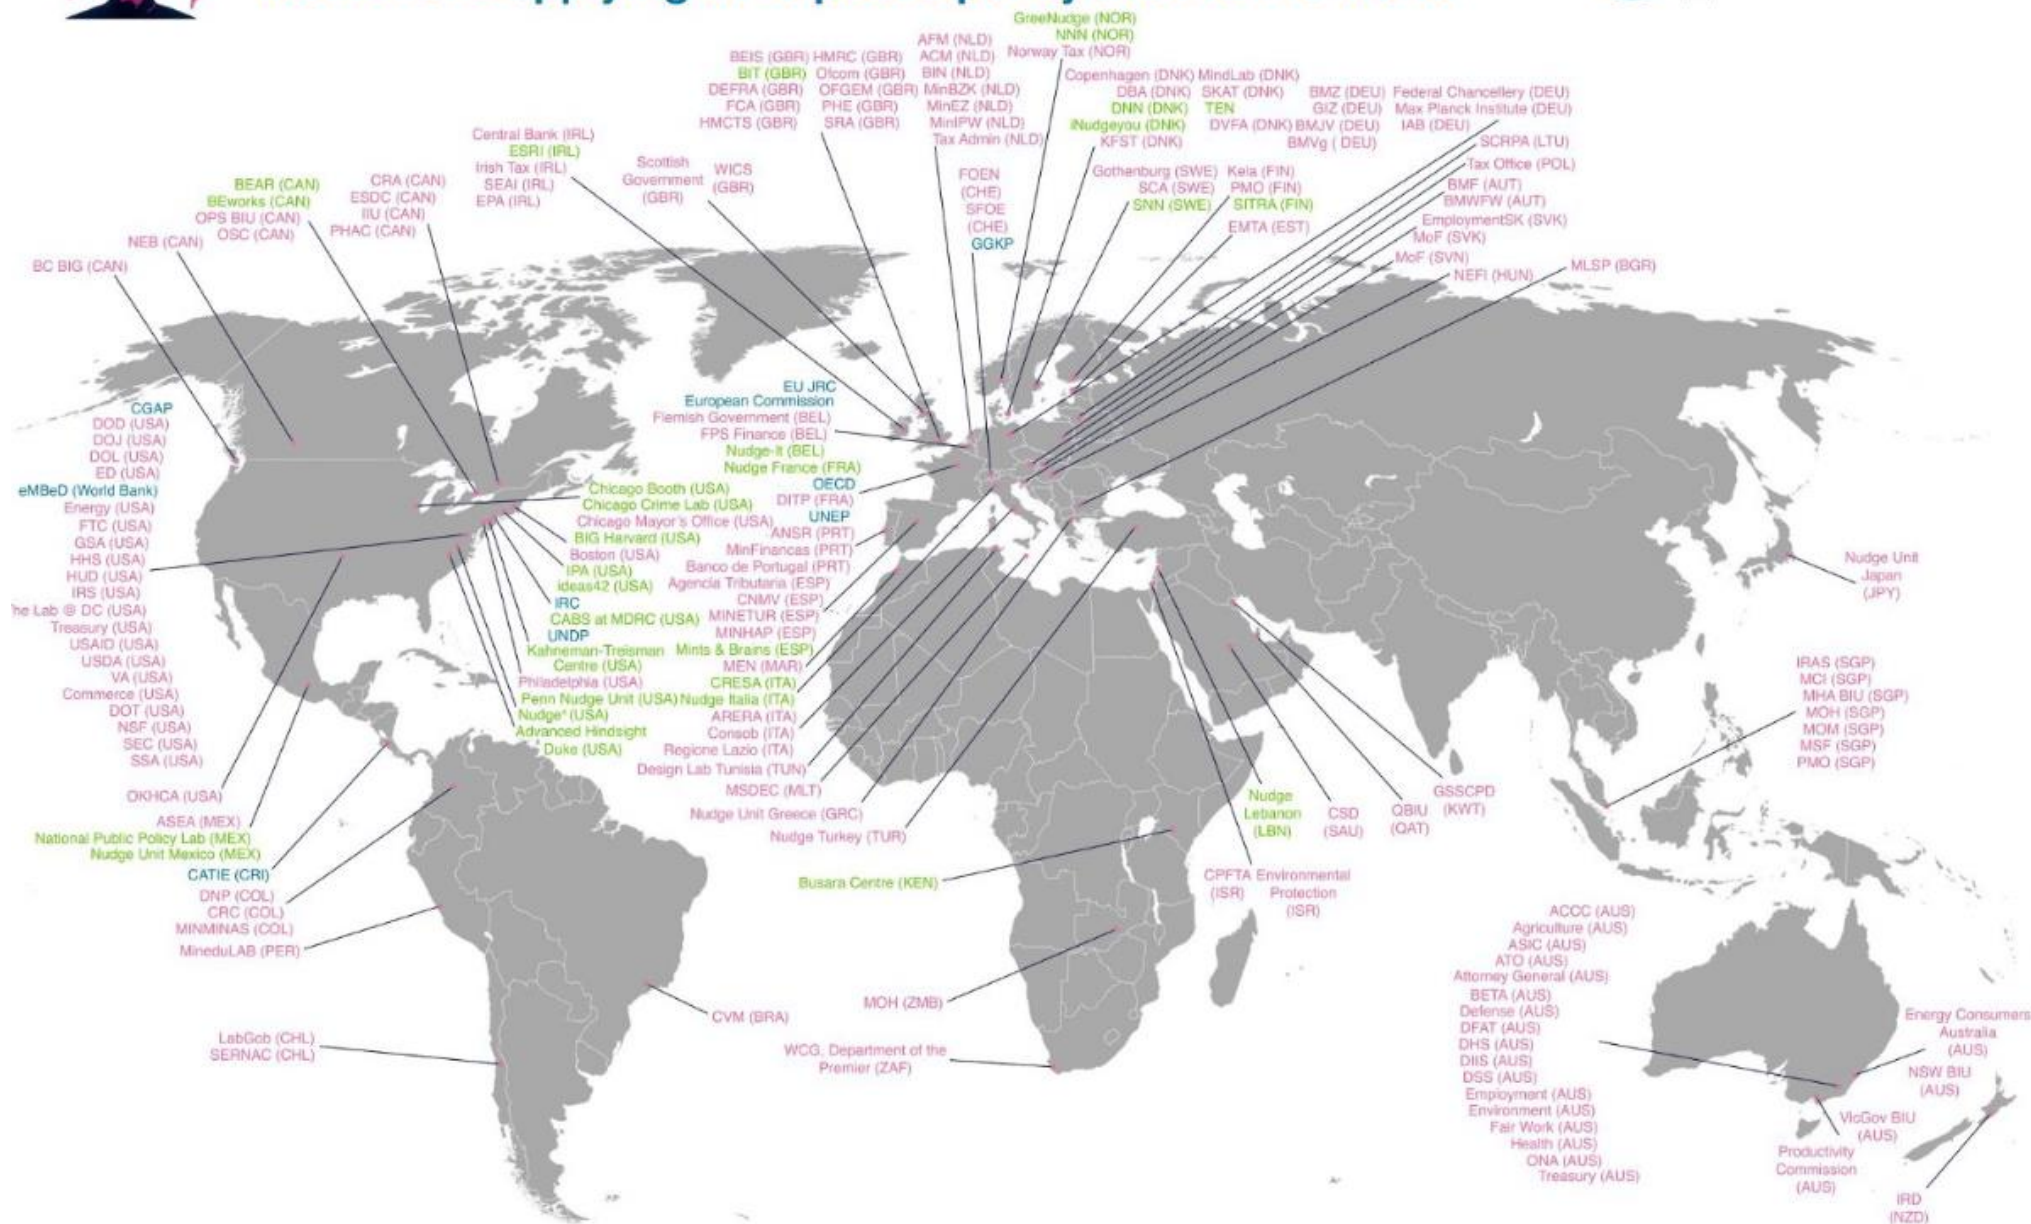 GreeNudge (NOR)
NNN (NOR)
Norway Tax (NOR)
AFM (NLD)
ACM (NLD)
BIN (NLD)
MinBZK (NLD)
MinEZ (NLD)
MinIPW (NLD)
Tax Admin (NLD)
BEIS (GBR) HMRC (GBR)
BIT (GBR) Ofcom (GBR)
DEFRA (GBR) OFGEM (GBR)
FCA (GBR) PHE (GBR)
HMCTS (GBR) SRA (GBR)
Copenhagen (DNK) MindLab (DNK)
DBA (DNK) SKAT (DNK)
DNN (DNK) TEN
iNudgeyou (DNK) DVFA (DNK)
KFST (DNK)
BMZ (DEU) Federal Chancellery (DEU)
GIZ (DEU) Max Planck Institute (DEU)
BMJV (DEU) IAB (DEU)
BMVg ( DEU)
SCRPA (LTU)
Tax Office (POL)
BMF (AUT)
BMWFW (AUT)
EmploymentSK (SVK)
MoF (SVK)
MoF (SVN)
NEFI (HUN)
MLSP (BGR)
Gothenburg (SWE) Kela (FIN)
SCA (SWE) PMO (FIN)
SNN (SWE) SITRA (FIN)
EMTA (EST)
FOEN
(CHE)
SFOE
(CHE)
GGKP
Scottish
Government
(GBR)
WICS
(GBR)
Central Bank (IRL)
ESRI (IRL)
Irish Tax (IRL)
SEAI (IRL)
EPA (IRL)
CRA (CAN)
ESDC (CAN)
IIU (CAN)
PHAC (CAN)
BEAR (CAN)
BEworks (CAN)
OPS BIU (CAN)
OSC (CAN)
NEB (CAN)
BC BIG (CAN)
CGAP
DOD (USA)
DOJ (USA)
DOL (USA)
ED (USA)
eMBeD (World Bank)
Energy (USA)
FTC (USA)
GSA (USA)
HHS (USA)
HUD (USA)
IRS (USA)
he Lab @ DC (USA)
Treasury (USA)
USAID (USA)
USDA (USA)
VA (USA)
Commerce (USA)
DOT (USA)
NSF (USA)
SEC (USA)
SSA (USA)
OKHCA (USA)
ASEA (MEX)
National Public Policy Lab (MEX)
Nudge Unit Mexico (MEX)
CATIE (CRI)
DNP (COL)
CRC (COL)
MINMINAS (COL)
MineduLAB (PER)
LabGob (CHL)
SERNAC (CHL)
CVM (BRA)
Chicago Booth (USA)
Chicago Crime Lab (USA)
Chicago Mayor's Office (USA)
BIG Harvard (USA)
Boston (USA)
IPA (USA)
ideas42 (USA)
IRC
CABS at MDRC (USA)
UNDP
Kahneman-Treisman
Centre (USA)
Philadelphia (USA)
Penn Nudge Unit (USA)
Nudge⁺ (USA)
Advanced Hindsight
Duke (USA)
EU JRC
European Commission
Flemish Government (BEL)
FPS Finance (BEL)
Nudge-It (BEL)
Nudge France (FRA)
OECD
DITP (FRA)
UNEP
ANSR (PRT)
MinFinancas (PRT)
Banco de Portugal (PRT)
Agencia Tributaria (ESP)
CNMV (ESP)
MINETUR (ESP)
MINHAP (ESP)
Mints & Brains (ESP)
MEN (MAR)
CRESA (ITA)
Nudge Italia (ITA)
ARERA (ITA)
Consob (ITA)
Regione Lazio (ITA)
Design Lab Tunisia (TUN)
MSDEC (MLT)
Nudge Unit Greece (GRC)
Nudge Turkey (TUR)
Busara Centre (KEN)
MOH (ZMB)
WCG, Department of the
Premier (ZAF)
Nudge
Lebanon
(LBN)
CPFTA
(ISR)
Environmental
Protection
(ISR)
CSD
(SAU)
QBIU
(QAT)
GSSCPD
(KWT)
Nudge Unit
Japan
(JPY)
IRAS (SGP)
MCI (SGP)
MHA BIU (SGP)
MOH (SGP)
MOM (SGP)
MSF (SGP)
PMO (SGP)
ACCC (AUS)
Agriculture (AUS)
ASIC (AUS)
ATO (AUS)
Attorney General (AUS)
BETA (AUS)
Defense (AUS)
DFAT (AUS)
DHS (AUS)
DIIS (AUS)
DSS (AUS)
Employment (AUS)
Environment (AUS)
Fair Work (AUS)
Health (AUS)
ONA (AUS)
Treasury (AUS)
Energy Consumers
Australia
(AUS)
NSW BIU
(AUS)
VicGov BIU
(AUS)
Productivity
Commission
(AUS)
IRD
(NZD)